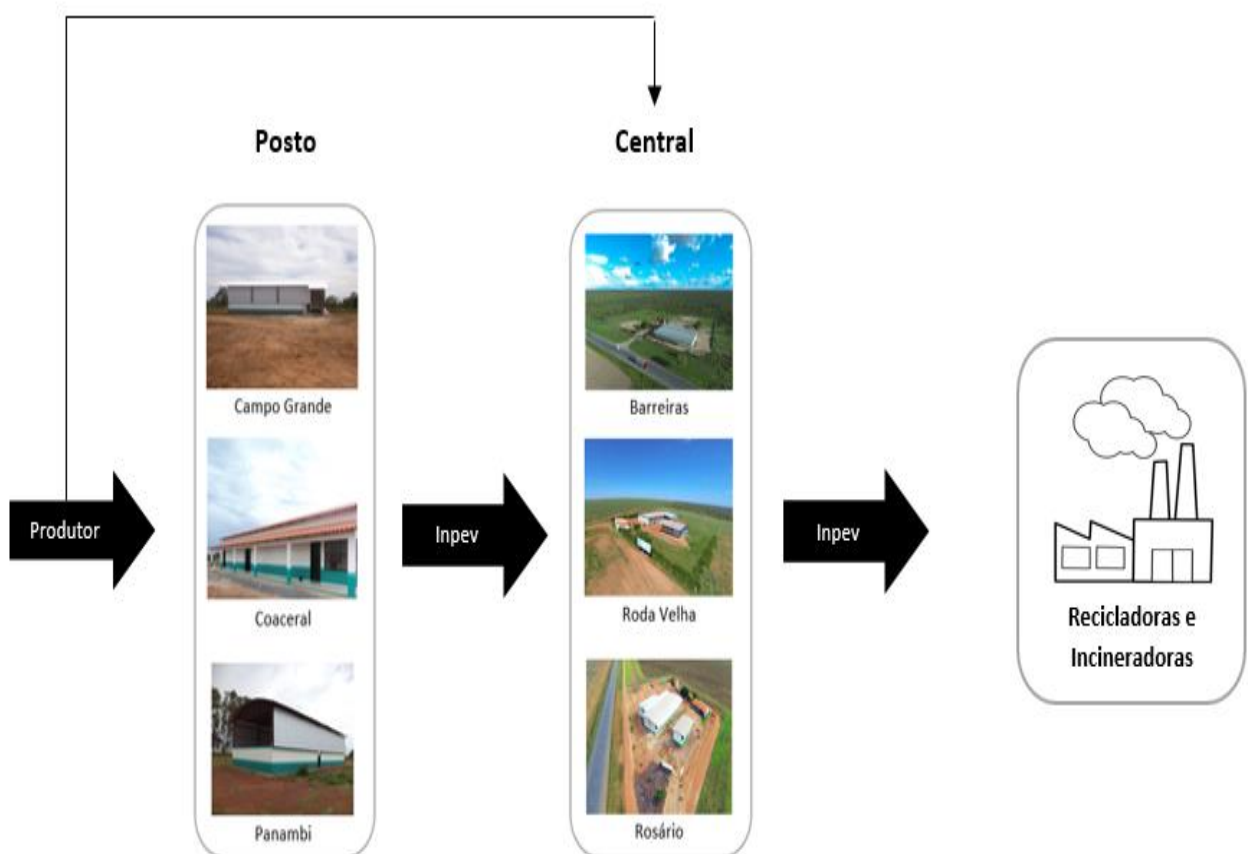 Posto
Central
Campo Grande
Barreiras
Produtor
Inpev
Inpev
Coaceral
Roda Velha
Recicladoras e
Incineradoras
Panambi
Rosário